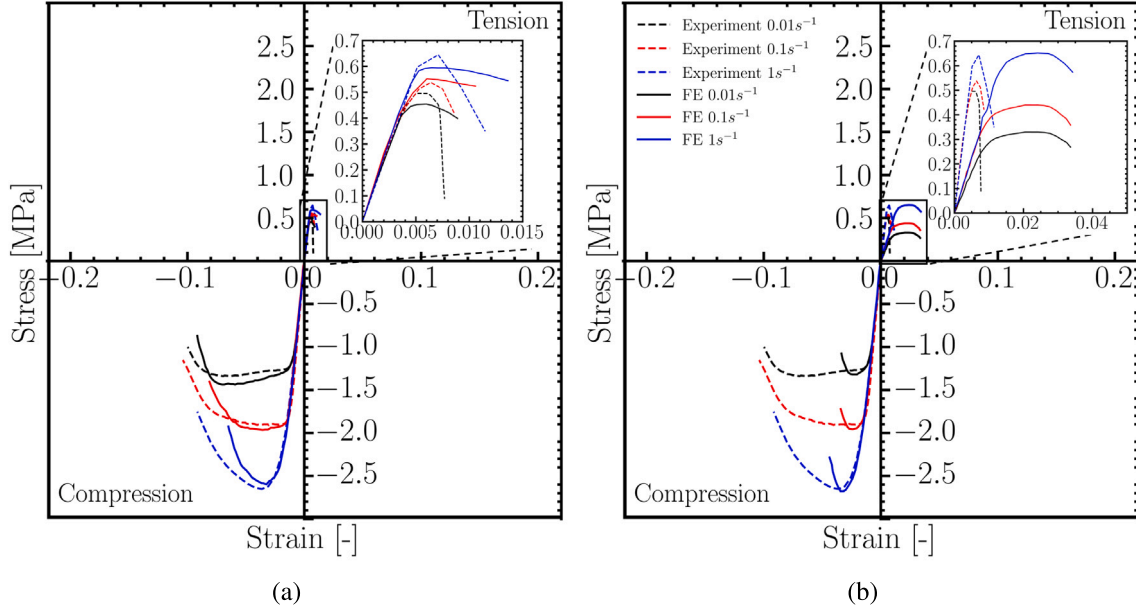 Tension
2.5
2.0
1.5
1.0
0.5
0.7
0.6
0.5
0.4
0.3
0.2
0.1
0.0
0.000 0.005 0.010 0.015
−0.2 −0.1 0.0 0.1 0.2
−0.5
−1.0
−1.5
−2.0
−2.5
Stress [MPa]
Compression
Strain [-]
(a)
Tension
Experiment 0.01s⁻¹
Experiment 0.1s⁻¹
Experiment 1s⁻¹
FE 0.01s⁻¹
FE 0.1s⁻¹
FE 1s⁻¹
2.5
2.0
1.5
1.0
0.5
0.7
0.6
0.5
0.4
0.3
0.2
0.1
0.0
0.00 0.02 0.04
−0.2 −0.1 0.0 0.1 0.2
−0.5
−1.0
−1.5
−2.0
−2.5
Stress [MPa]
Compression
Strain [-]
(b)